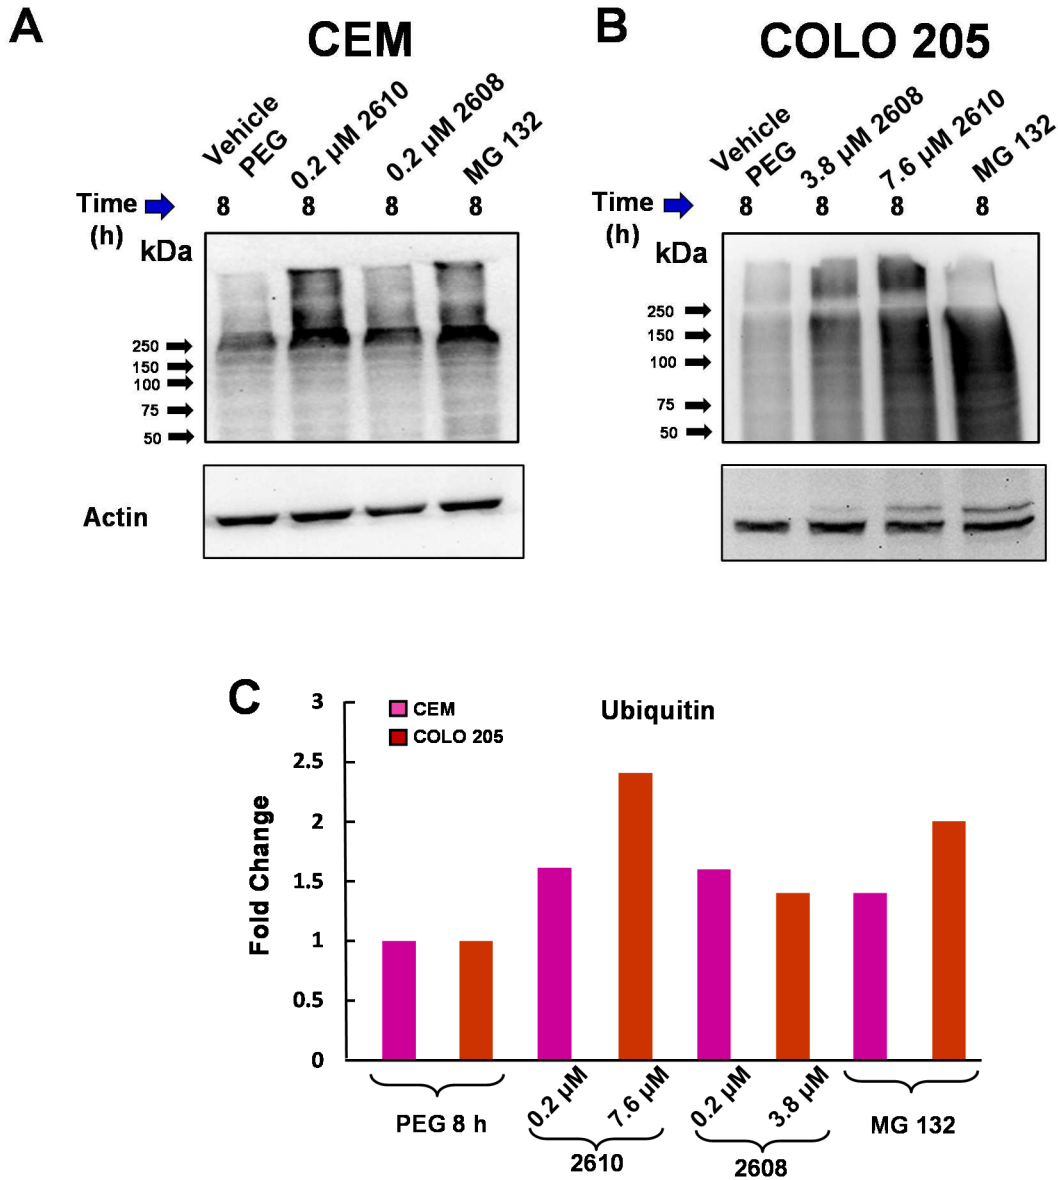 A
CEM
Vehicle
PEG
0.2 µM 2610
0.2 µM 2608
MG 132
Time
(h)
8
8
8
8
kDa
250
150
100
75
50
Actin
B
COLO 205
Vehicle
PEG
3.8 µM 2608
7.6 µM 2610
MG 132
Time
(h)
8
8
8
8
kDa
250
150
100
75
50
C
Ubiquitin
CEM
COLO 205
Fold Change
3
2.5
2
1.5
1
0.5
0
PEG 8 h
0.2 µM
7.6 µM
2610
0.2 µM
3.8 µM
2608
MG 132